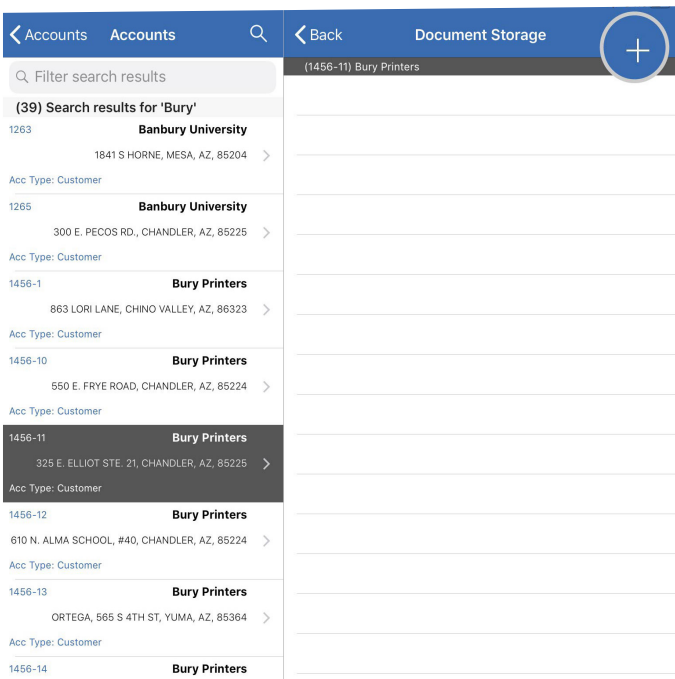 Accounts Accounts
Filter search results
(39) Search results for 'Bury'
1263 Banbury University
1841 S HORNE, MESA, AZ, 85204
Acc Type: Customer
1265 Banbury University
300 E. PECOS RD., CHANDLER, AZ, 85225
Acc Type: Customer
1456-1 Bury Printers
863 LORI LANE, CHINO VALLEY, AZ, 86323
Acc Type: Customer
1456-10 Bury Printers
550 E. FRYE ROAD, CHANDLER, AZ, 85224
Acc Type: Customer
1456-11 Bury Printers
325 E. ELLIOT STE. 21, CHANDLER, AZ, 85225
Acc Type: Customer
1456-12 Bury Printers
610 N. ALMA SCHOOL, #40, CHANDLER, AZ, 85224
Acc Type: Customer
1456-13 Bury Printers
ORTEGA, 565 S 4TH ST, YUMA, AZ, 85364
Acc Type: Customer
1456-14 Bury Printers
Back Document Storage +
(1456-11) Bury Printers